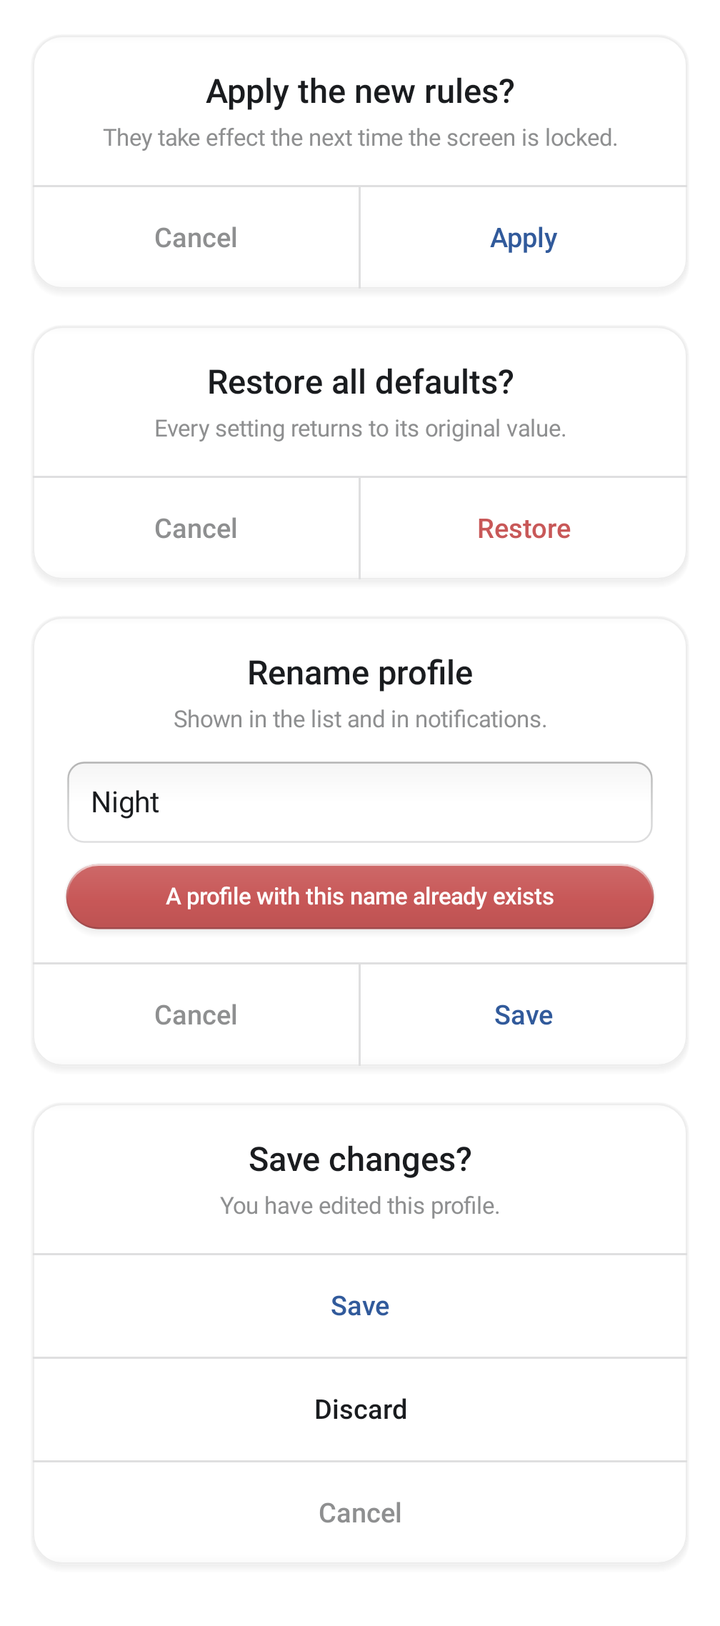 Apply the new rules?
They take effect the next time the screen is locked.
Cancel
Apply
Restore all defaults?
Every setting returns to its original value.
Cancel
Restore
Rename profile
Shown in the list and in notifications.
Night
A profile with this name already exists
Cancel
Save
Save changes?
You have edited this profile.
Save
Discard
Cancel